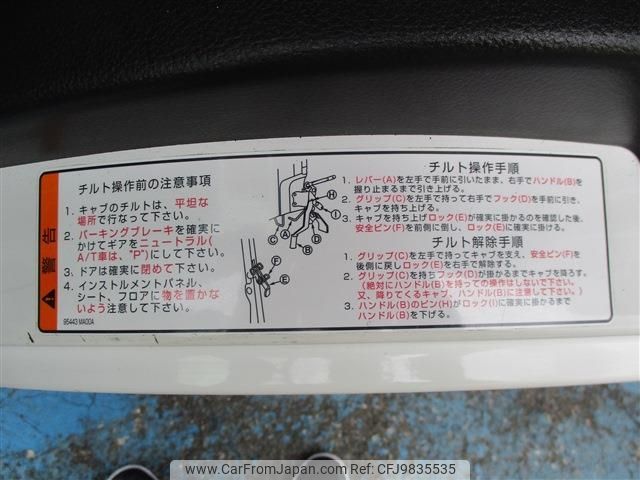 警告
チルト操作前の注意事項
1. キャブのチルトは、平坦な
場所で行なって下さい。
2. パーキングブレーキを確実に
かけてギアをニュートラル(
A/T車は、"P")にして下さい。
3. ドアは確実に閉めて下さい。
4. インストルメントパネル、
シート、フロアに物を置かな
いよう注意して下さい。
95443 MA00A
A
H
I
G
B
D
E
F
チルト操作手順
1. レバー(A)を左手で手前に引いたまま、右手でハンドル(B)を
握り止まるまで引き上げる。
2. グリップ(C)を左手で持って右手でフック(D)を手前に引き、
キャブを持ち上げる。
3. キャブを持ち上げロック(E)が確実に掛かるのを確認した後、
安全ピン(F)を前側に倒し、ロック(E)に確実に掛ける。
チルト解除手順
1. グリップ(C)を左手で持ってキャブを支え、安全ピン(F)を
後側に戻しロック(E)を右手で解除する。
2. グリップ(C)を持ちフック(D)が掛かるまでキャブを降ろす。
(絶対にハンドル(B)を持っての操作はしないで下さい。
又、降りてくるキャブ、ハンドル(B)に注意して下さい。)
3. ハンドル(B)のピン(H)がロック(I)に確実に掛かるまで
ハンドル(B)を下げる。
©www.carsensor.net / Car Information / CU9835535